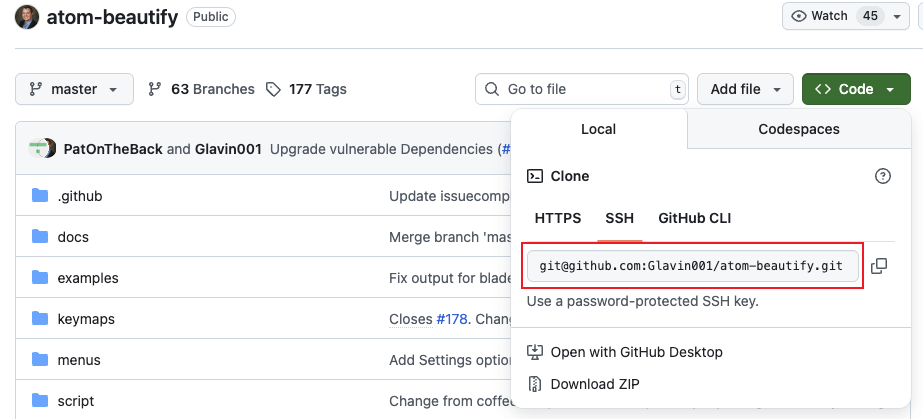 atom-beautify Public Watch 45
master 63 Branches 177 Tags Go to file t Add file Code
Local Codespaces
PatOnTheBack and Glavin001 Upgrade vulnerable Dependencies (#
Clone
.github Update issuecomp
HTTPS SSH GitHub CLI
docs Merge branch 'mas
git@github.com:Glavin001/atom-beautify.git
examples Fix output for blade
Use a password-protected SSH key.
keymaps Closes #178. Chang
Open with GitHub Desktop
menus Add Settings option
Download ZIP
script Change from coffee